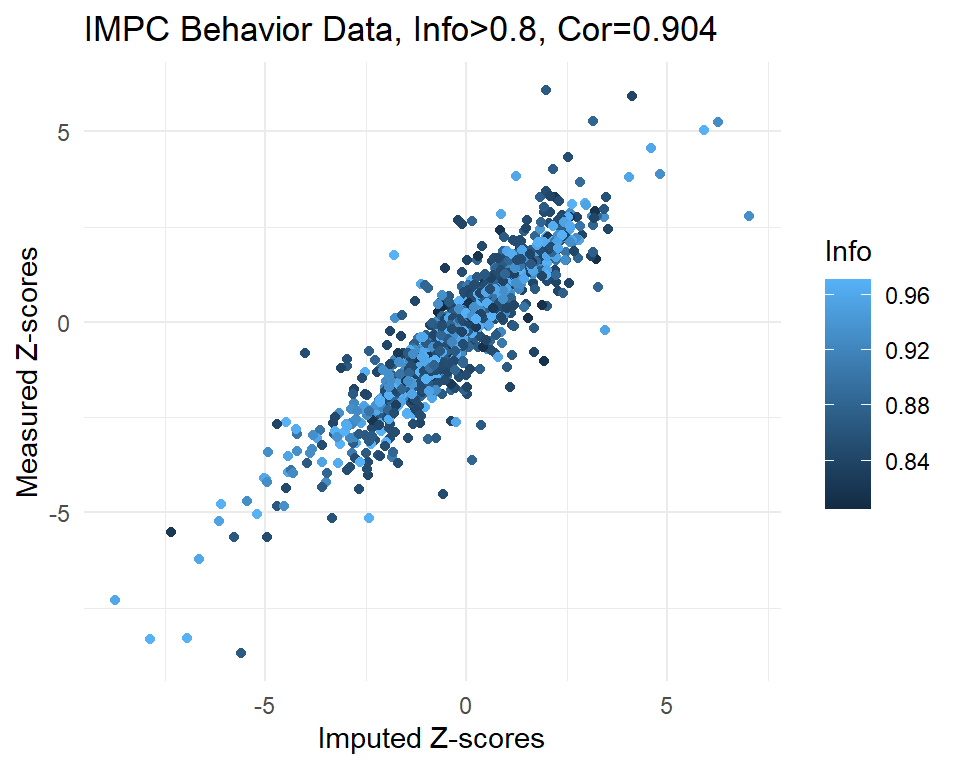 IMPC Behavior Data, Info>0.8, Cor=0.904
Measured Z-scores
5
0
-5
-5
0
5
Imputed Z-scores
Info
0.96
0.92
0.88
0.84